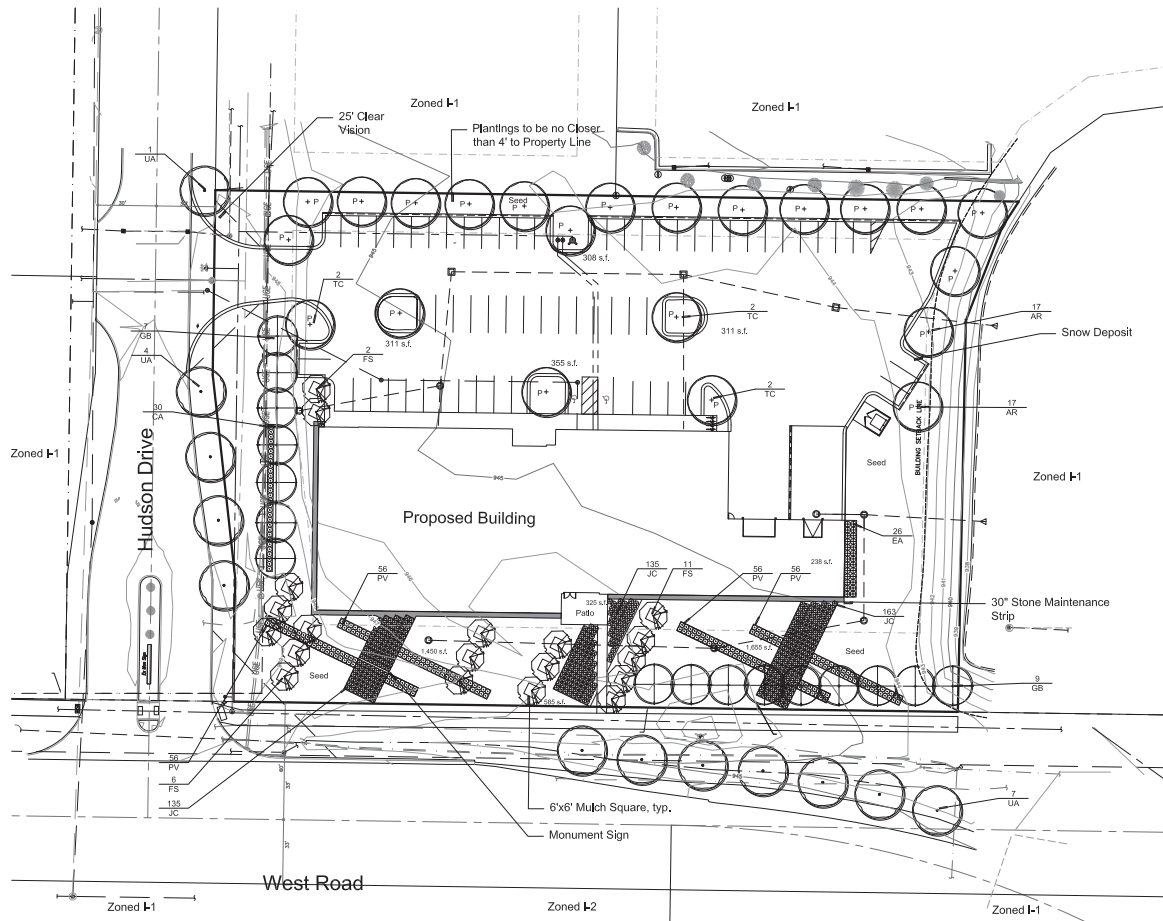 Zoned I-1
Zoned I-1
25' Clear
Vision
Plantings to be no Closer
than 4' to Property Line
1
UA
Seed
308 s.f.
2
TC
2
TC
311 s.f.
311 s.f.
17
AR
Snow Deposit
7
GB
4
UA
2
FS
355 s.f.
2
TC
17
AR
30
CA
BUILDING SETBACK LINE
Seed
Zoned I-1
Zoned I-1
Hudson Drive
Proposed Building
26
EA
56
PV
135
JC
11
FS
56
PV
56
PV
238 s.f.
Patio
325 s.f.
163
JC
30" Stone Maintenance
Strip
1,450 s.f.
1,655 s.f.
Seed
Seed
585 s.f.
9
GB
56
PV
6
FS
135
JC
6'x6' Mulch Square, typ.
Monument Sign
7
UA
West Road
Zoned I-1
Zoned I-2
Zoned I-1